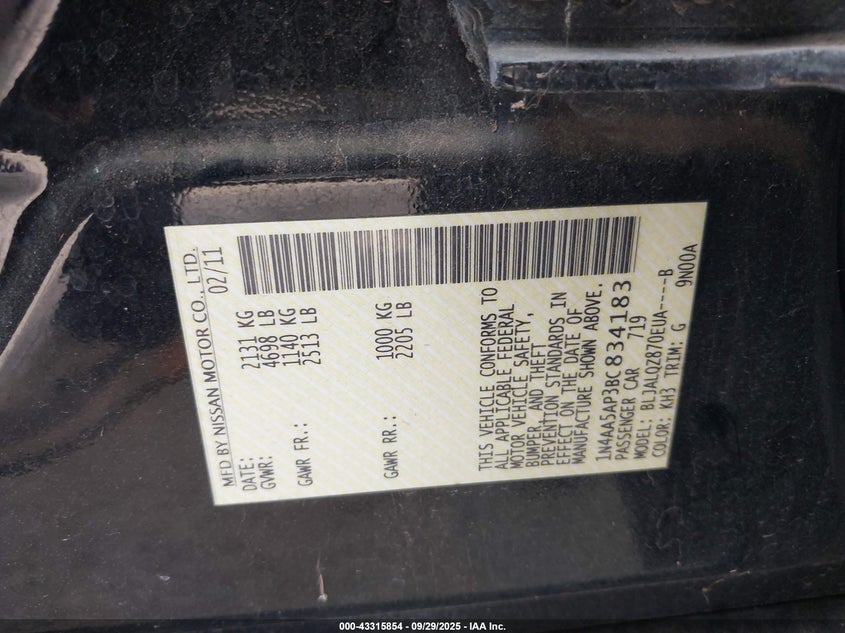 MFD BY NISSAN MOTOR CO., LTD.
DATE: 02/11
GVWR: 2131 KG
4698 LB
GAWR FR.: 1140 KG
2513 LB
GAWR RR.: 1000 KG
2205 LB
THIS VEHICLE CONFORMS TO
ALL APPLICABLE FEDERAL
MOTOR VEHICLE SAFETY,
BUMPER, AND THEFT
PREVENTION STANDARDS IN
EFFECT ON THE DATE OF
MANUFACTURE SHOWN ABOVE.
1N4AA5AP3BC834183
PASSENGER CAR 719
MODEL: BLJALQZ870EUA----B
COLOR: KH3 TRIM: G 9N00A
000-43315854 - 09/29/2025 - IAA Inc.